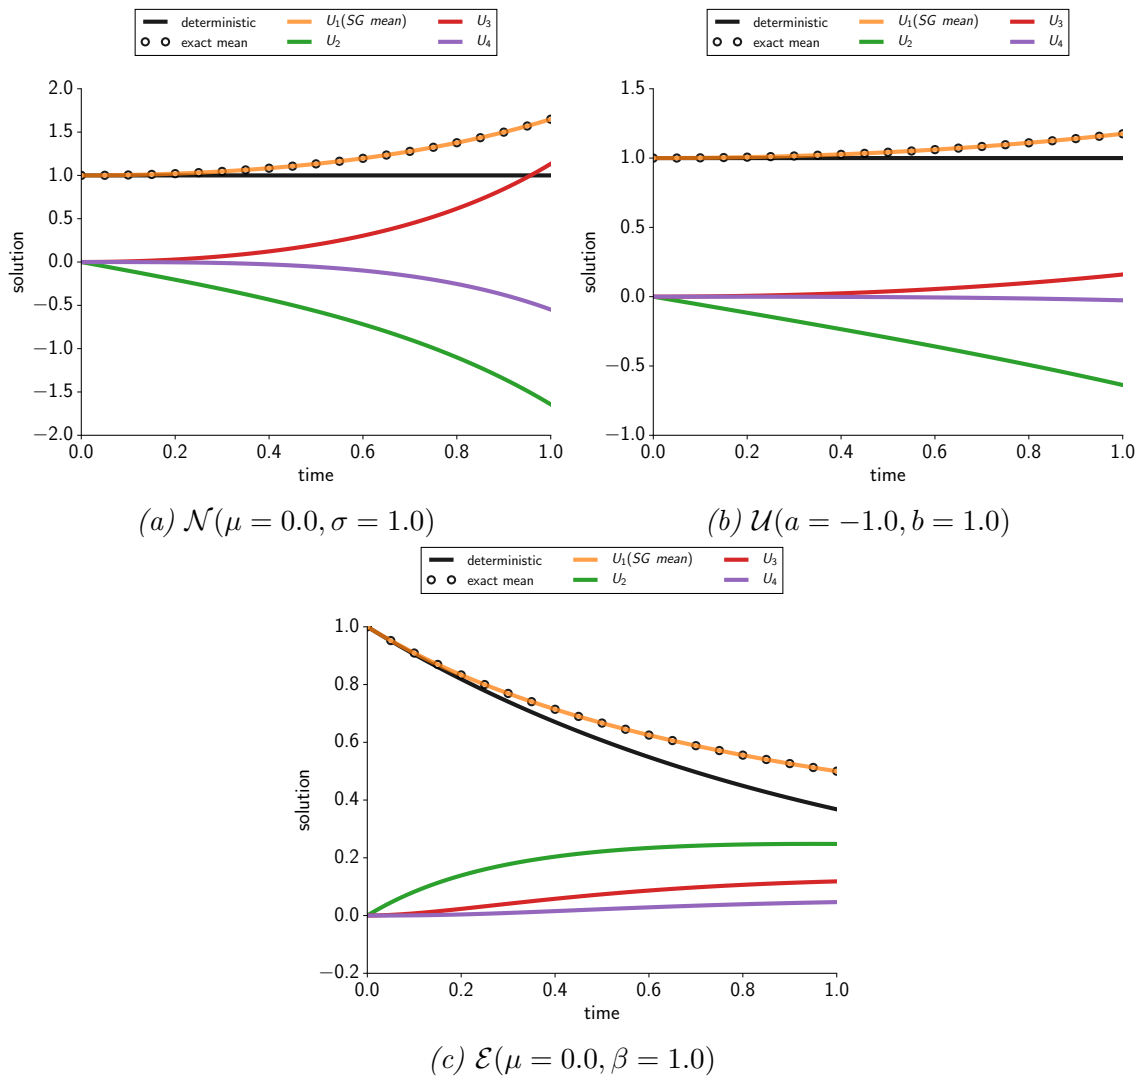 deterministic U₁(SG mean) U₃
exact mean U₂ U₄
2.0
1.5
1.0
0.5
0.0
−0.5
−1.0
−1.5
−2.0
solution
0.0 0.2 0.4 0.6 0.8 1.0
time
(a) 𝒩(μ = 0.0, σ = 1.0)
deterministic U₁(SG mean) U₃
exact mean U₂ U₄
1.5
1.0
0.5
0.0
−0.5
−1.0
solution
0.0 0.2 0.4 0.6 0.8 1.0
time
(b) 𝒰(a = −1.0, b = 1.0)
deterministic U₁(SG mean) U₃
exact mean U₂ U₄
1.0
0.8
0.6
0.4
0.2
0.0
−0.2
solution
0.0 0.2 0.4 0.6 0.8 1.0
time
(c) ℰ(μ = 0.0, β = 1.0)